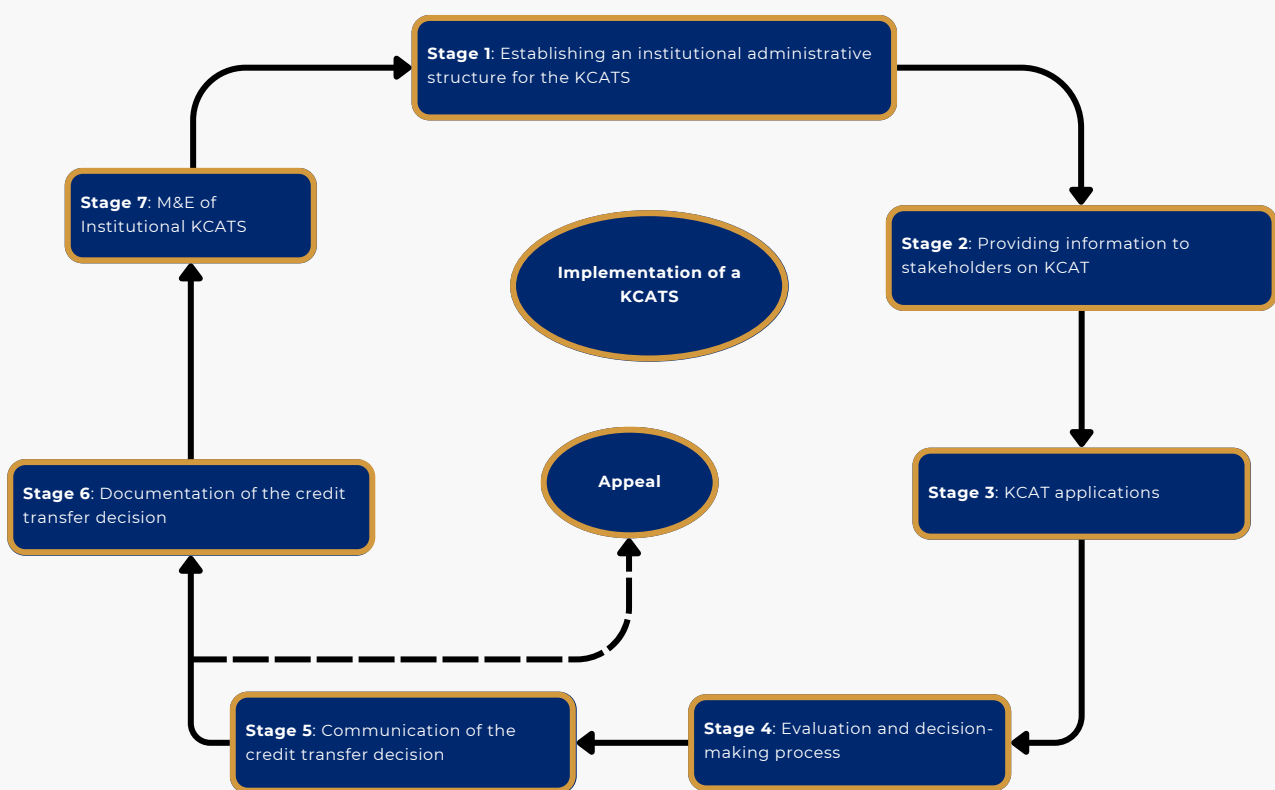 Stage 1: Establishing an institutional administrative
structure for the KCATS
Stage 7: M&E of
Institutional KCATS
Stage 2: Providing information to
stakeholders on KCAT
Implementation of a
KCATS
Appeal
Stage 3: KCAT applications
Stage 6: Documentation of the credit
transfer decision
Stage 5: Communication of the
credit transfer decision
Stage 4: Evaluation and decision-
making process